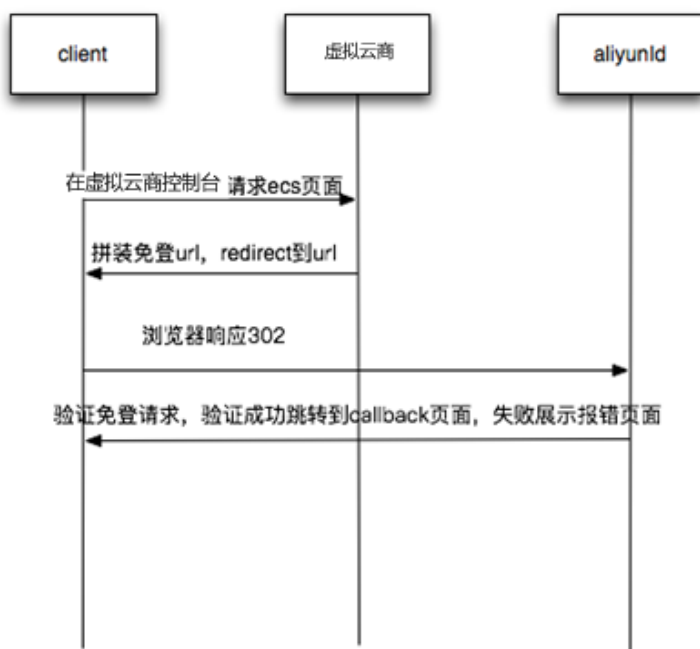 client
虚拟云商
aliyunId
在虚拟云商控制台 请求ecs页面
拼装免登url，redirect到url
浏览器响应302
验证免登请求，验证成功跳转到callback页面，失败展示报错页面